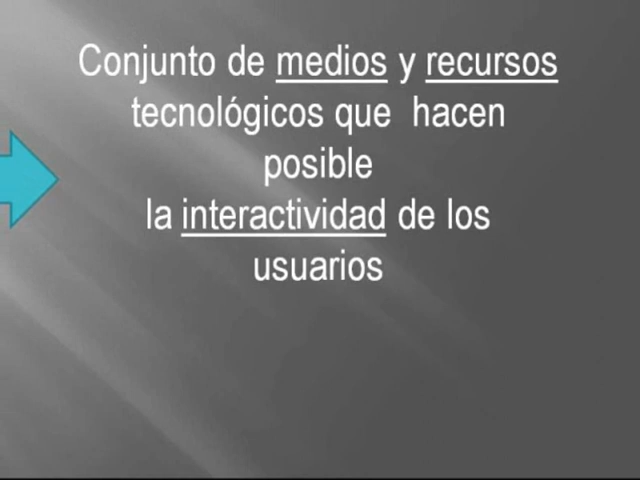 Conjunto de medios y recursos
tecnológicos que hacen
posible
la interactividad de los
usuarios